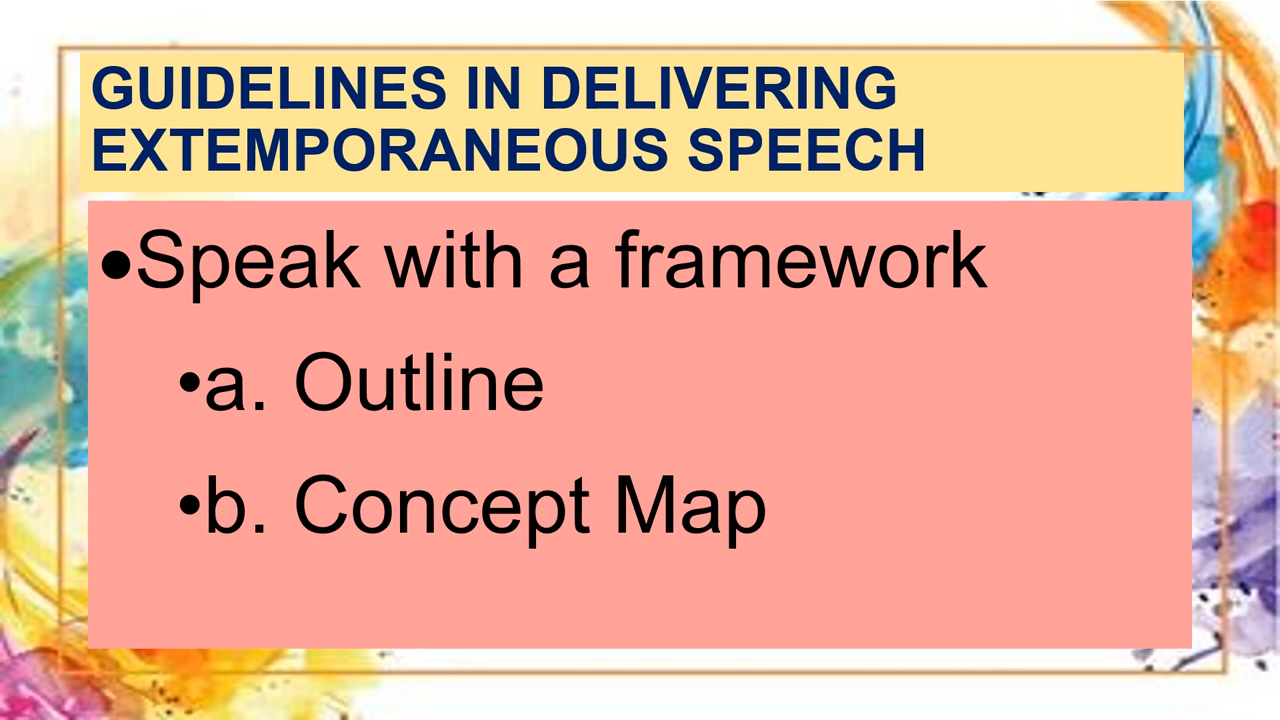 GUIDELINES IN DELIVERING
EXTEMPORANEOUS SPEECH
•Speak with a framework
•a. Outline
•b. Concept Map